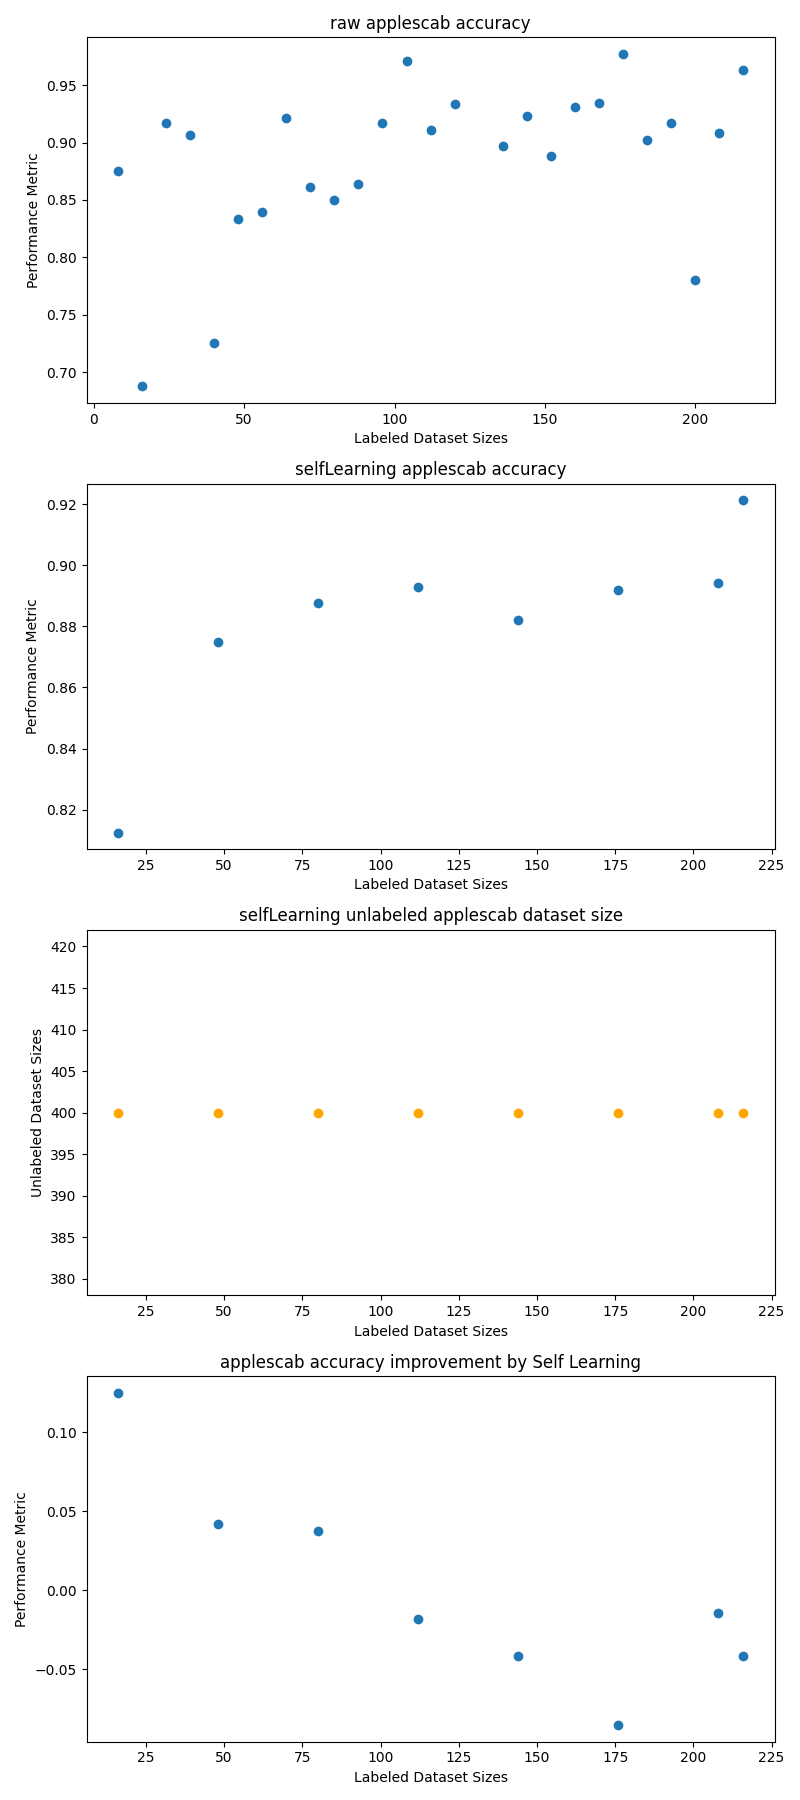 raw applescab accuracy
0.95
0.90
0.85
0.80
0.75
0.70
Performance Metric
0 50 100 150 200
Labeled Dataset Sizes
selfLearning applescab accuracy
0.92
0.90
0.88
0.86
0.84
0.82
Performance Metric
25 50 75 100 125 150 175 200 225
Labeled Dataset Sizes
selfLearning unlabeled applescab dataset size
420
415
410
405
400
395
390
385
380
Unlabeled Dataset Sizes
25 50 75 100 125 150 175 200 225
Labeled Dataset Sizes
applescab accuracy improvement by Self Learning
0.10
0.05
0.00
−0.05
Performance Metric
25 50 75 100 125 150 175 200 225
Labeled Dataset Sizes